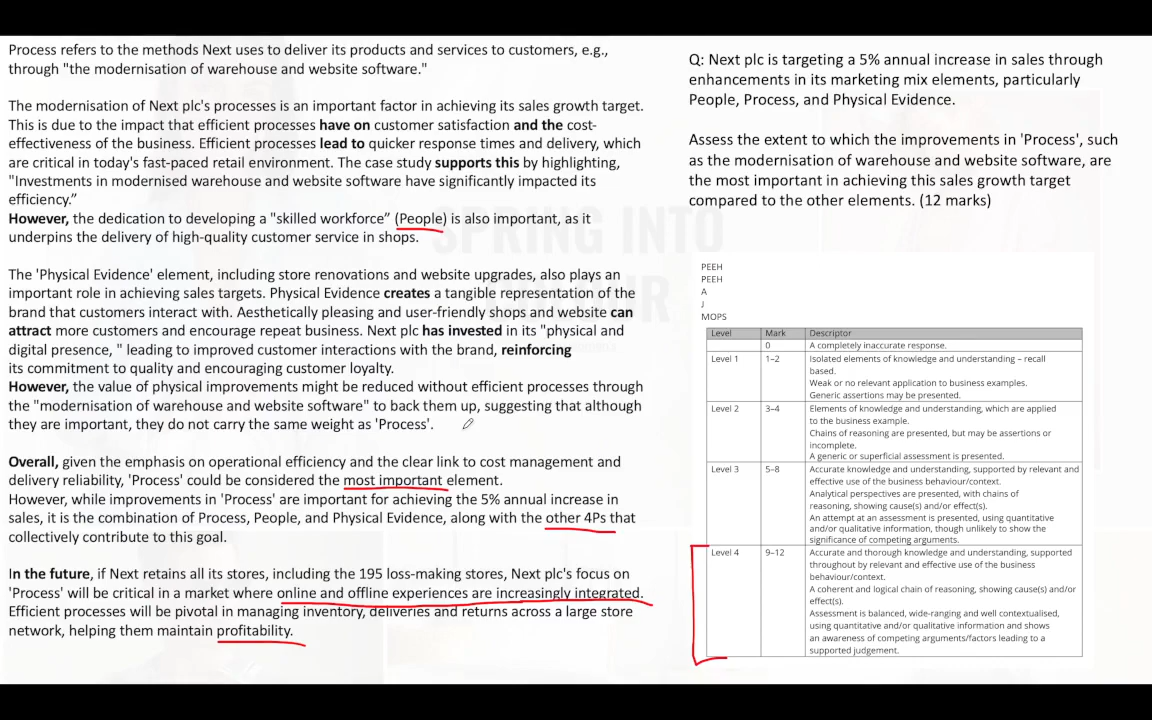 Process refers to the methods Next uses to deliver its products and services to customers, e.g.,
through "the modernisation of warehouse and website software."
The modernisation of Next plc's processes is an important factor in achieving its sales growth target.
This is due to the impact that efficient processes have on customer satisfaction and the cost-
effectiveness of the business. Efficient processes lead to quicker response times and delivery, which
are critical in today's fast-paced retail environment. The case study supports this by highlighting,
"Investments in modernised warehouse and website software have significantly impacted its
efficiency.”
However, the dedication to developing a "skilled workforce” (People) is also important, as it
underpins the delivery of high-quality customer service in shops.
The 'Physical Evidence' element, including store renovations and website upgrades, also plays an
important role in achieving sales targets. Physical Evidence creates a tangible representation of the
brand that customers interact with. Aesthetically pleasing and user-friendly shops and website can
attract more customers and encourage repeat business. Next plc has invested in its "physical and
digital presence, " leading to improved customer interactions with the brand, reinforcing
its commitment to quality and encouraging customer loyalty.
However, the value of physical improvements might be reduced without efficient processes through
the "modernisation of warehouse and website software" to back them up, suggesting that although
they are important, they do not carry the same weight as 'Process'.
Overall, given the emphasis on operational efficiency and the clear link to cost management and
delivery reliability, 'Process' could be considered the most important element.
However, while improvements in 'Process' are important for achieving the 5% annual increase in
sales, it is the combination of Process, People, and Physical Evidence, along with the other 4Ps that
collectively contribute to this goal.
In the future, if Next retains all its stores, including the 195 loss-making stores, Next plc's focus on
'Process' will be critical in a market where online and offline experiences are increasingly integrated.
Efficient processes will be pivotal in managing inventory, deliveries and returns across a large store
network, helping them maintain profitability.
Q: Next plc is targeting a 5% annual increase in sales through
enhancements in its marketing mix elements, particularly
People, Process, and Physical Evidence.
Assess the extent to which the improvements in 'Process', such
as the modernisation of warehouse and website software, are
the most important in achieving this sales growth target
compared to the other elements. (12 marks)
SPRING INTO
PEEH
PEEH
A
J
MOPS
Level Mark Descriptor
0 A completely inaccurate response.
Level 1 1–2 Isolated elements of knowledge and understanding – recall
based.
Weak or no relevant application to business examples.
Generic assertions may be presented.
Level 2 3–4 Elements of knowledge and understanding, which are applied
to the business example.
Chains of reasoning are presented, but may be assertions or
incomplete.
A generic or superficial assessment is presented.
Level 3 5–8 Accurate knowledge and understanding, supported by relevant and
effective use of the business behaviour/context.
Analytical perspectives are presented, with chains of
reasoning, showing cause(s) and/or effect(s).
An attempt at an assessment is presented, using quantitative
and/or qualitative information, though unlikely to show the
significance of competing arguments.
Level 4 9–12 Accurate and thorough knowledge and understanding, supported
throughout by relevant and effective use of the business
behaviour/context.
A coherent and logical chain of reasoning, showing cause(s) and/or
effect(s).
Assessment is balanced, wide-ranging and well contextualised,
using quantitative and/or qualitative information and shows
an awareness of competing arguments/factors leading to a
supported judgement.